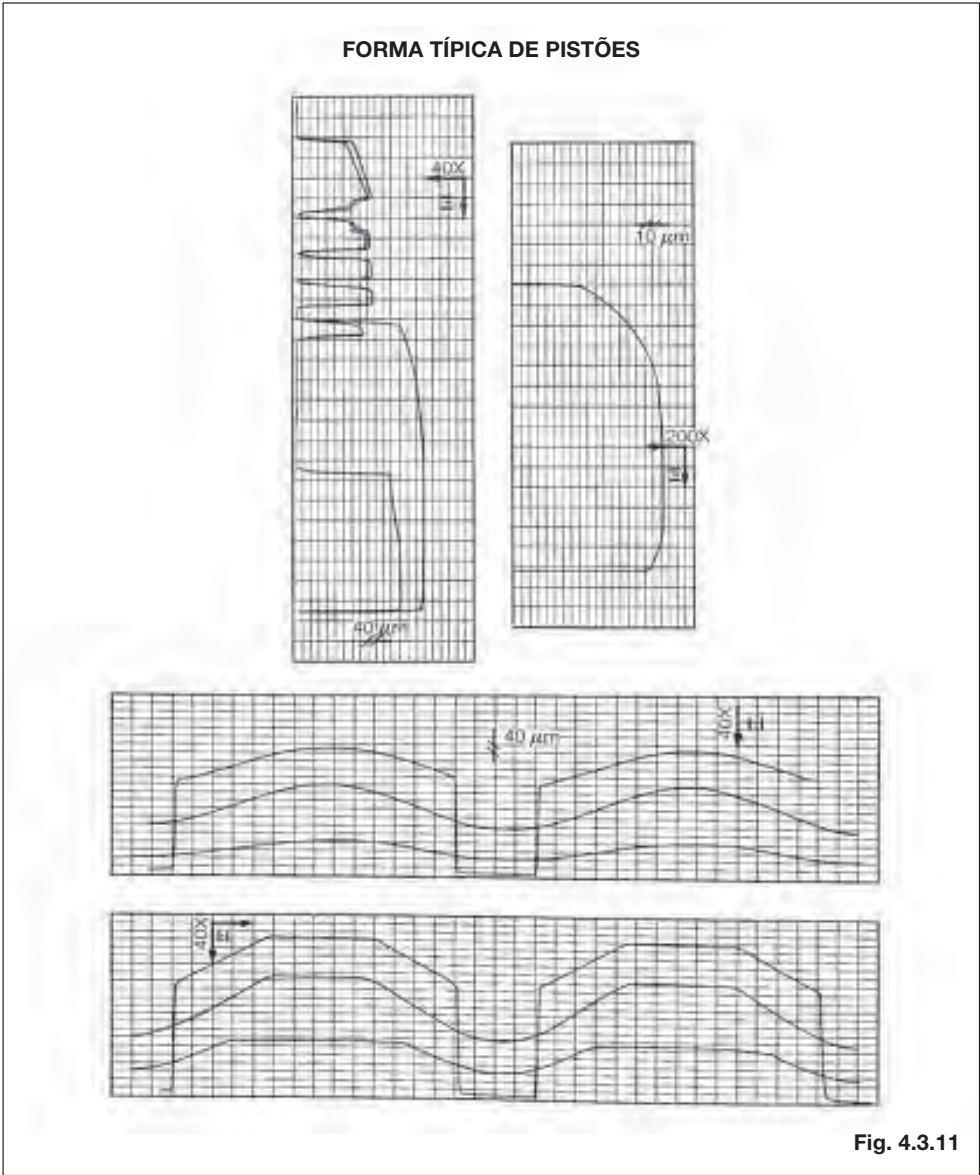 FORMA TÍPICA DE PISTÕES
40X
10 µm
200X
40 µm
40 µm
40X
40X
Fig. 4.3.11